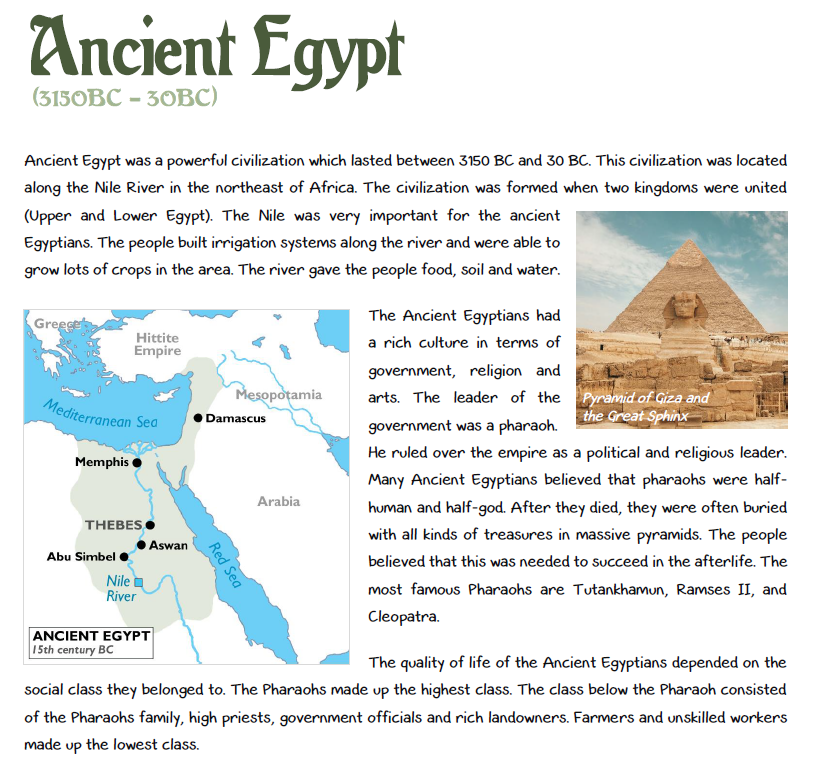 Ancient Egypt
(3150BC - 30BC)
Ancient Egypt was a powerful civilization which lasted between 3150 BC and 30 BC. This civilization was located
along the Nile River in the northeast of Africa. The civilization was formed when two kingdoms were united
(Upper and Lower Egypt). The Nile was very important for the ancient
Egyptians. The people built irrigation systems along the river and were able to
grow lots of crops in the area. The river gave the people food, soil and water.
Pyramid of Giza and
the Great Sphinx
Greece
Hittite
Empire
Mesopotamia
Mediterranean Sea
Damascus
Memphis
Arabia
THEBES
Aswan
Abu Simbel
Red Sea
Nile
River
ANCIENT EGYPT
15th century BC
The Ancient Egyptians had
a rich culture in terms of
government, religion and
arts. The leader of the
government was a pharaoh.
He ruled over the empire as a political and religious leader.
Many Ancient Egyptians believed that pharaohs were half-
human and half-god. After they died, they were often buried
with all kinds of treasures in massive pyramids. The people
believed that this was needed to succeed in the afterlife. The
most famous Pharaohs are Tutankhamun, Ramses II, and
Cleopatra.
The quality of life of the Ancient Egyptians depended on the
social class they belonged to. The Pharaohs made up the highest class. The class below the Pharaoh consisted
of the Pharaohs family, high priests, government officials and rich landowners. Farmers and unskilled workers
made up the lowest class.